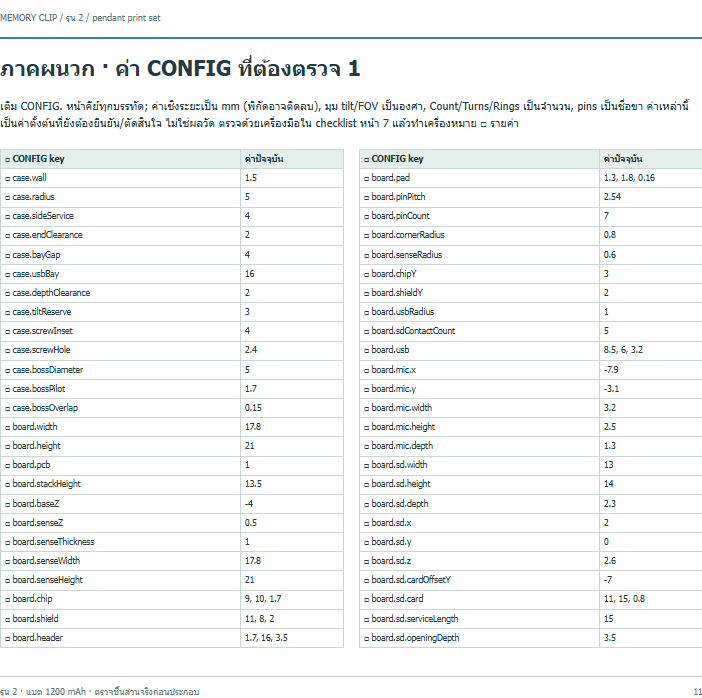 MEMORY CLIP / รุ่น 2 / pendant print set
ภาคผนวก · ค่า CONFIG ที่ต้องตรวจ 1
เติม CONFIG. หน้าคีย์ทุกบรรทัด; ค่าเชิงระยะเป็น mm (พิกัดอาจติดลบ), มุม tilt/FOV เป็นองศา, Count/Turns/Rings เป็นจำนวน, pins เป็นชื่อขา ค่าเหล่านี้
เป็นค่าตั้งต้นที่ยังต้องยืนยัน/ตัดสินใจ ไม่ใช่ผลวัด ตรวจด้วยเครื่องมือใน checklist หน้า 7 แล้วทำเครื่องหมาย □ รายค่า
□ CONFIG key ค่าปัจจุบัน
□ case.wall 1.5
□ case.radius 5
□ case.sideService 4
□ case.endClearance 2
□ case.bayGap 4
□ case.usbBay 16
□ case.depthClearance 2
□ case.tiltReserve 3
□ case.screwInset 4
□ case.screwHole 2.4
□ case.bossDiameter 5
□ case.bossPilot 1.7
□ case.bossOverlap 0.15
□ board.width 17.8
□ board.height 21
□ board.pcb 1
□ board.stackHeight 13.5
□ board.baseZ -4
□ board.senseZ 0.5
□ board.senseThickness 1
□ board.senseWidth 17.8
□ board.senseHeight 21
□ board.chip 9, 10, 1.7
□ board.shield 11, 8, 2
□ board.header 1.7, 16, 3.5
□ CONFIG key ค่าปัจจุบัน
□ board.pad 1.3, 1.8, 0.16
□ board.pinPitch 2.54
□ board.pinCount 7
□ board.cornerRadius 0.8
□ board.senseRadius 0.6
□ board.chipY 3
□ board.shieldY 2
□ board.usbRadius 1
□ board.sdContactCount 5
□ board.usb 8.5, 6, 3.2
□ board.mic.x -7.9
□ board.mic.y -3.1
□ board.mic.width 3.2
□ board.mic.height 2.5
□ board.mic.depth 1.3
□ board.sd.width 13
□ board.sd.height 14
□ board.sd.depth 2.3
□ board.sd.x 2
□ board.sd.y 0
□ board.sd.z 2.6
□ board.sd.cardOffsetY -7
□ board.sd.card 11, 15, 0.8
□ board.sd.serviceLength 15
□ board.sd.openingDepth 3.5
รุ่น 2 · แบต 1200 mAh · ตรวจชิ้นส่วนจริงก่อนประกอบ 11